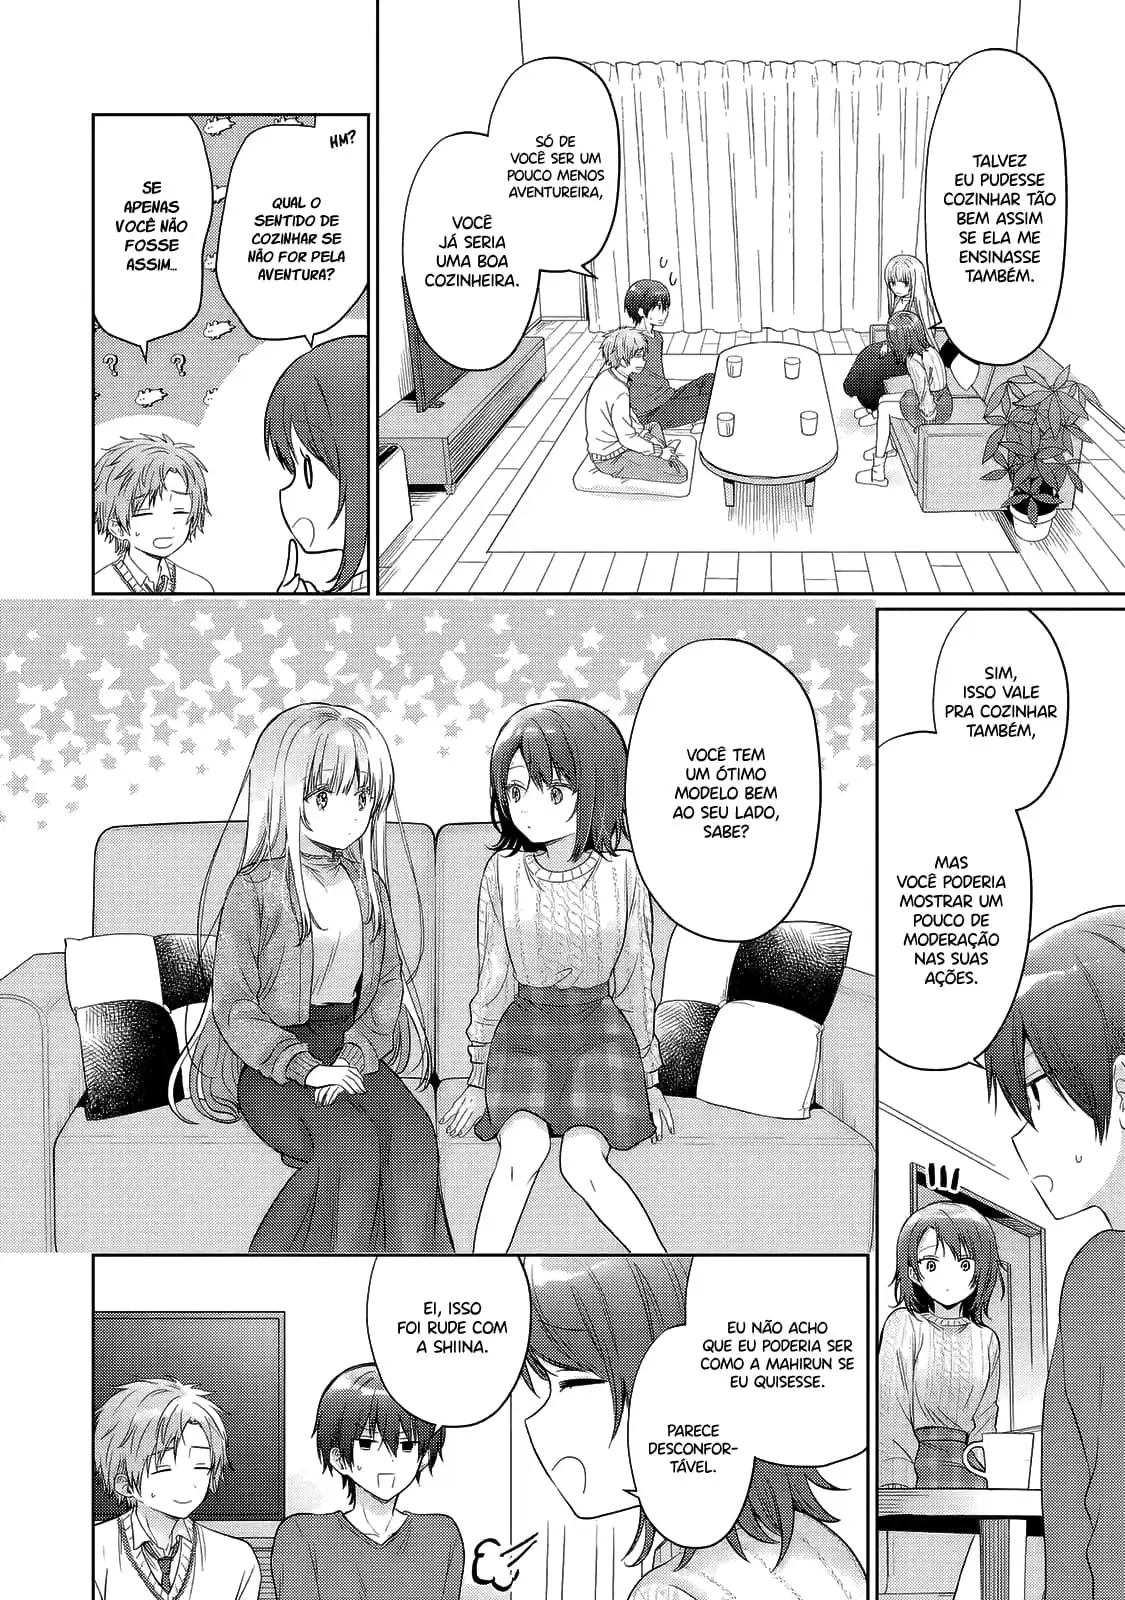 TALVEZ
EU PUDESSE
COZINHAR TÃO
BEM ASSIM
SE ELA ME
ENSINASSE
TAMBÉM.
SÓ DE
VOCÊ SER UM
POUCO MENOS
AVENTUREIRA,
VOCÊ
JÁ SERIA
UMA BOA
COZINHEIRA.
HM?
QUAL O
SENTIDO DE
COZINHAR SE
NÃO FOR PELA
AVENTURA?
SE
APENAS
VOCÊ NÃO
FOSSE
ASSIM...
?
?
SIM,
ISSO VALE
PRA COZINHAR
TAMBÉM,
MAS
VOCÊ PODERIA
MOSTRAR UM
POUCO DE
MODERAÇÃO
NAS SUAS
AÇÕES.
VOCÊ TEM
UM ÓTIMO
MODELO BEM
AO SEU LADO,
SABE?
EU NÃO ACHO
QUE EU PODERIA SER
COMO A MAHIRUN SE
EU QUISESSE.
PARECE
DESCONFOR-
TÁVEL.
EI, ISSO
FOI RUDE COM
A SHIINA.